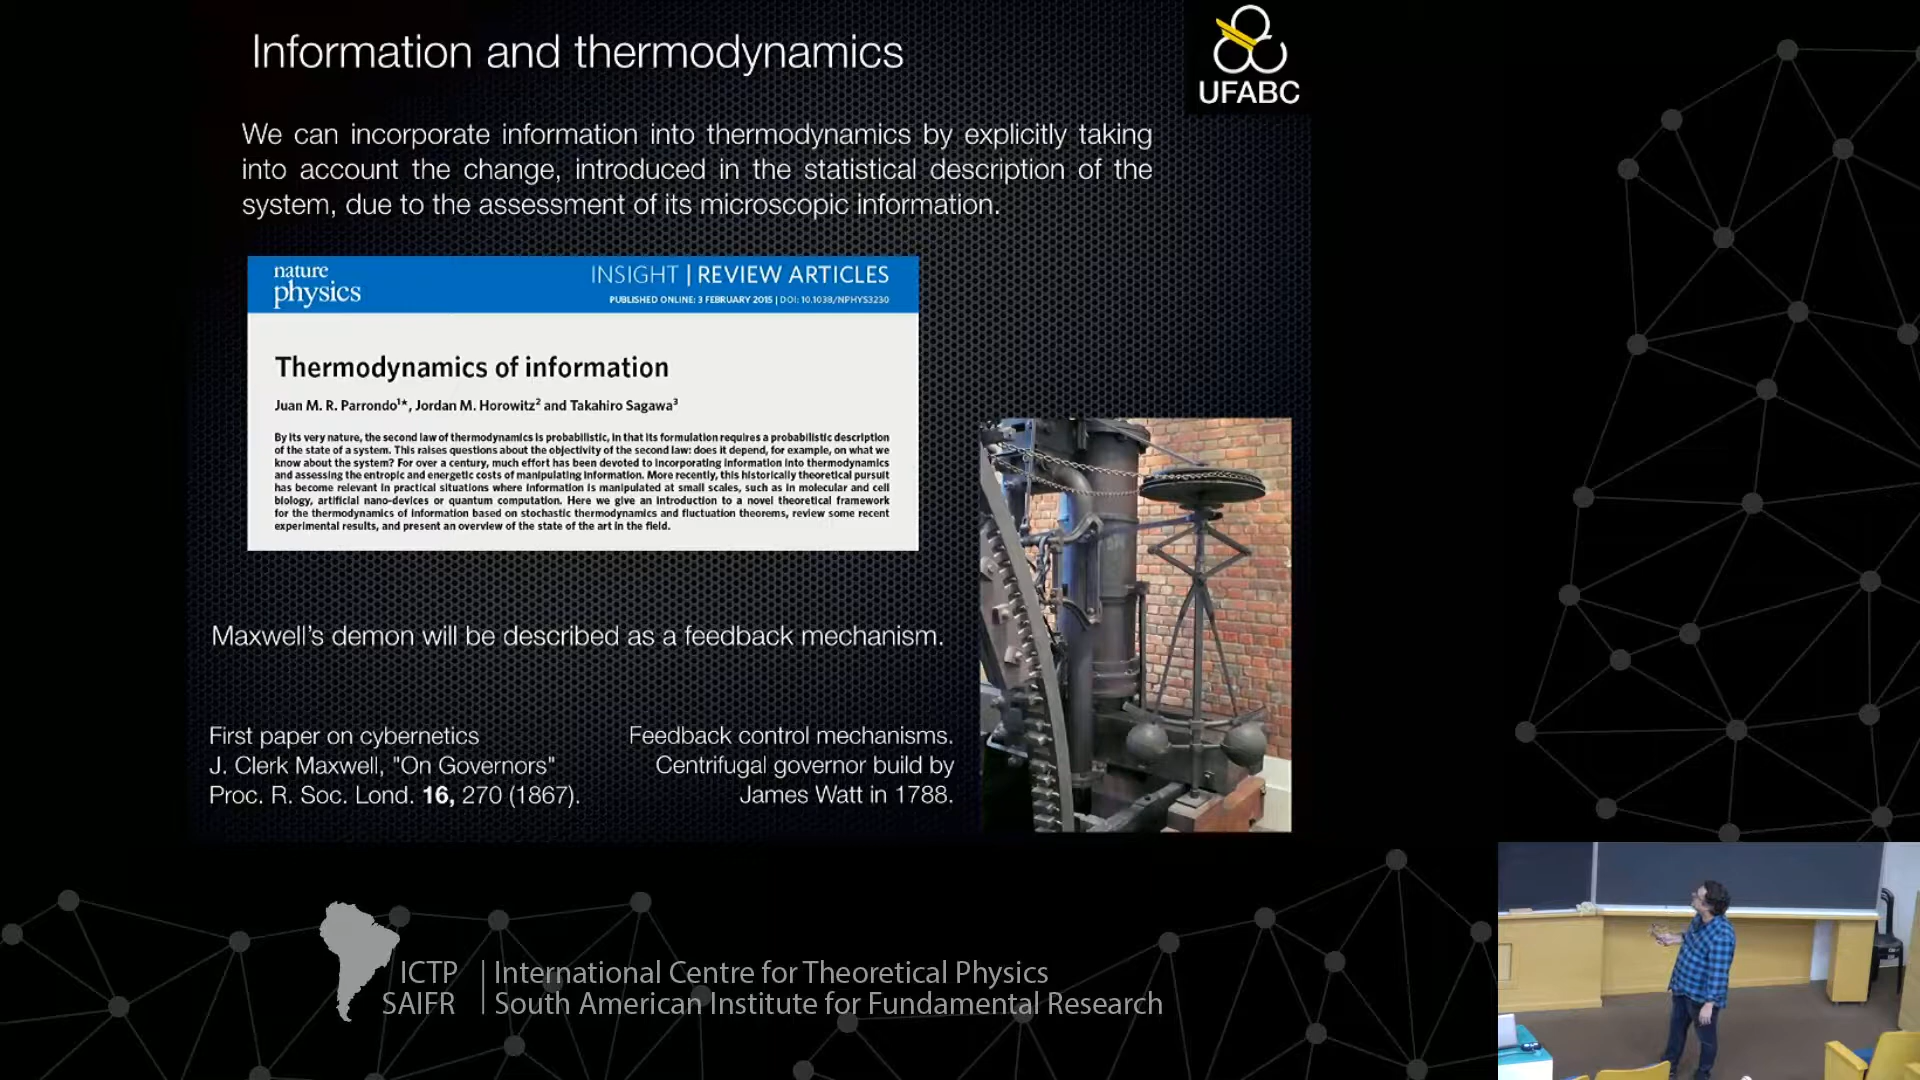 Information and thermodynamics
UFABC
We can incorporate information into thermodynamics by explicitly taking
into account the change, introduced in the statistical description of the
system, due to the assessment of its microscopic information.
nature
physics
INSIGHT | REVIEW ARTICLES
PUBLISHED ONLINE: 3 FEBRUARY 2015 | DOI: 10.1038/NPHYS3230
Thermodynamics of information
Juan M. R. Parrondo1*, Jordan M. Horowitz2 and Takahiro Sagawa3
By its very nature, the second law of thermodynamics is probabilistic, in that its formulation requires a probabilistic description
of the state of a system. This raises questions about the objectivity of the second law: does it depend, for example, on what we
know about the system? For over a century, much effort has been devoted to incorporating information into thermodynamics
and assessing the entropic and energetic costs of manipulating information. More recently, this historically theoretical pursuit
has become relevant in practical situations where information is manipulated at small scales, such as in molecular and cell
biology, artificial nano-devices or quantum computation. Here we give an introduction to a novel theoretical framework
for the thermodynamics of information based on stochastic thermodynamics and fluctuation theorems, review some recent
experimental results, and present an overview of the state of the art in the field.
Maxwell's demon will be described as a feedback mechanism.
First paper on cybernetics
J. Clerk Maxwell, "On Governors"
Proc. R. Soc. Lond. 16, 270 (1867).
Feedback control mechanisms.
Centrifugal governor build by
James Watt in 1788.
ICTP
SAIFR
International Centre for Theoretical Physics
South American Institute for Fundamental Research